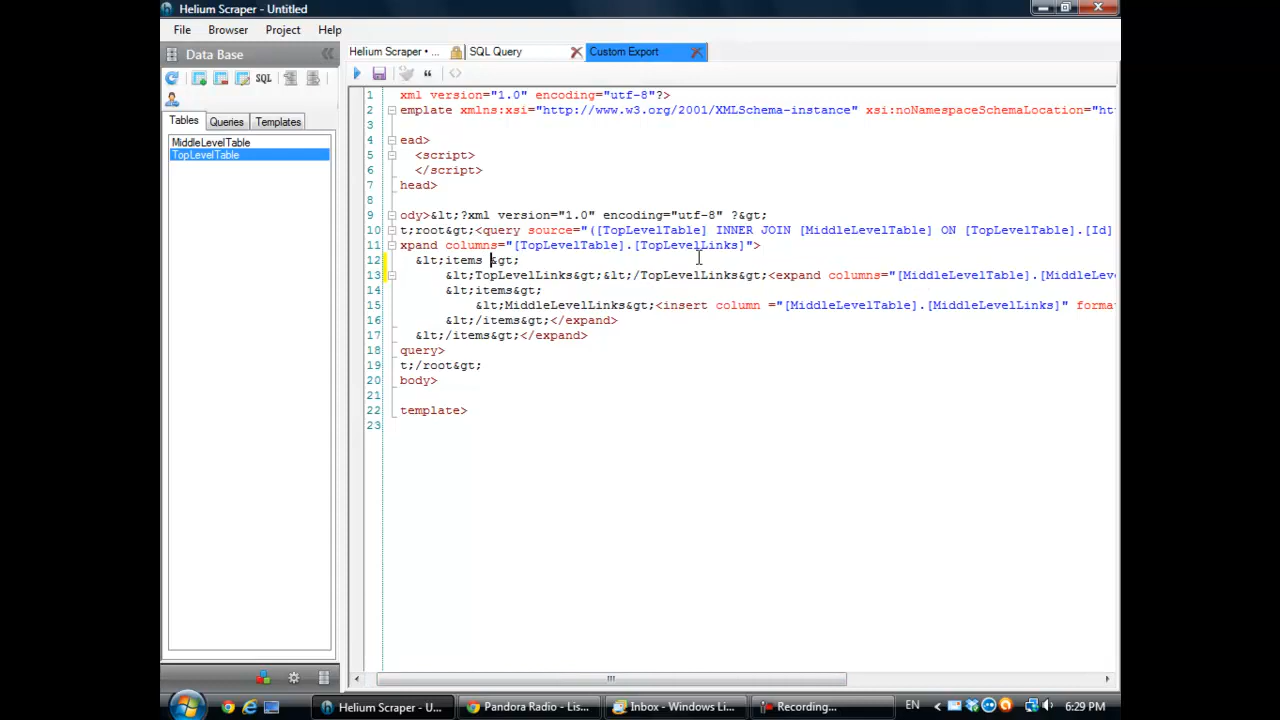 Helium Scraper - Untitled
File Browser Project Help
Data Base
Helium Scraper • ... SQL Query Custom Export
SQL
Tables Queries Templates
MiddleLevelTable
TopLevelTable
1 xml version="1.0" encoding="utf-8"?>
2 emplate xmlns:xsi="http://www.w3.org/2001/XMLSchema-instance" xsi:noNamespaceSchemaLocation="ht
3
4 ead>
5 <script>
6 </script>
7 head>
8
9 ody>&lt;?xml version="1.0" encoding="utf-8" ?&gt;
10 t;root&gt;<query source="([TopLevelTable] INNER JOIN [MiddleLevelTable] ON [TopLevelTable].[Id]
11 xpand columns="[TopLevelTable].[TopLevelLinks]">
12 &lt;items &gt;
13 &lt;TopLevelLinks&gt;&lt;/TopLevelLinks&gt;<expand columns="[MiddleLevelTable].[MiddleLev
14 &lt;items&gt;
15 &lt;MiddleLevelLinks&gt;<insert column ="[MiddleLevelTable].[MiddleLevelLinks]" forma
16 &lt;/items&gt;</expand>
17 &lt;/items&gt;</expand>
18 query>
19 t;/root&gt;
20 body>
21
22 template>
23
Helium Scraper - U... Pandora Radio - Lis... Inbox - Windows Li... Recording... EN 6:29 PM